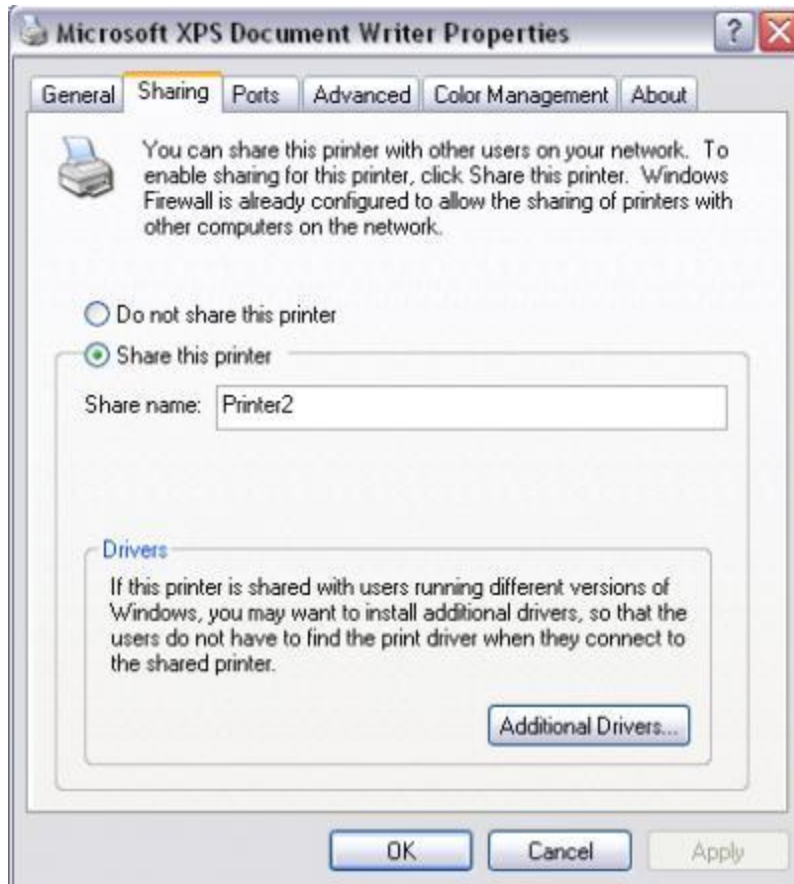 Microsoft XPS Document Writer Properties
General Sharing Ports Advanced Color Management About
You can share this printer with other users on your network. To
enable sharing for this printer, click Share this printer. Windows
Firewall is already configured to allow the sharing of printers with
other computers on the network.
Do not share this printer
Share this printer
Share name: Printer2
Drivers
If this printer is shared with users running different versions of
Windows, you may want to install additional drivers, so that the
users do not have to find the print driver when they connect to
the shared printer.
Additional Drivers...
OK Cancel Apply